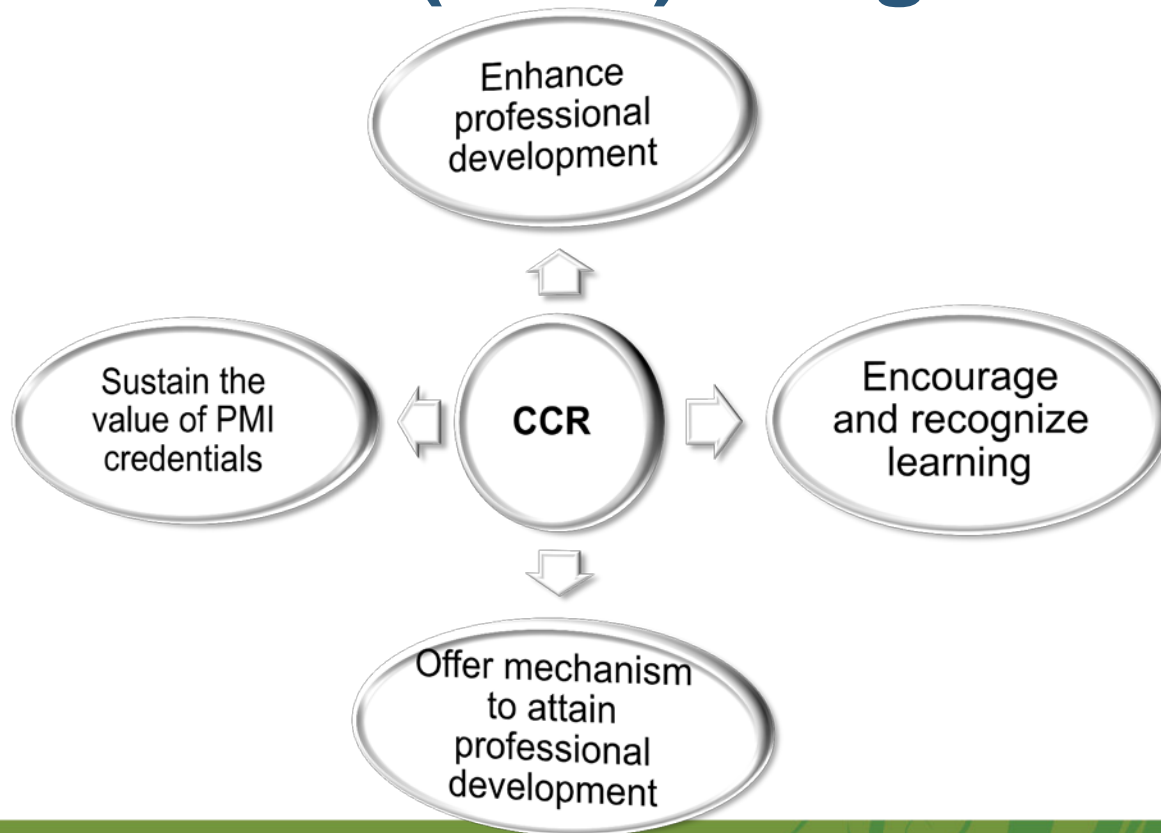 Enhance
professional
development
Sustain the
value of PMI
credentials
CCR
Encourage
and recognize
learning
Offer mechanism
to attain
professional
development